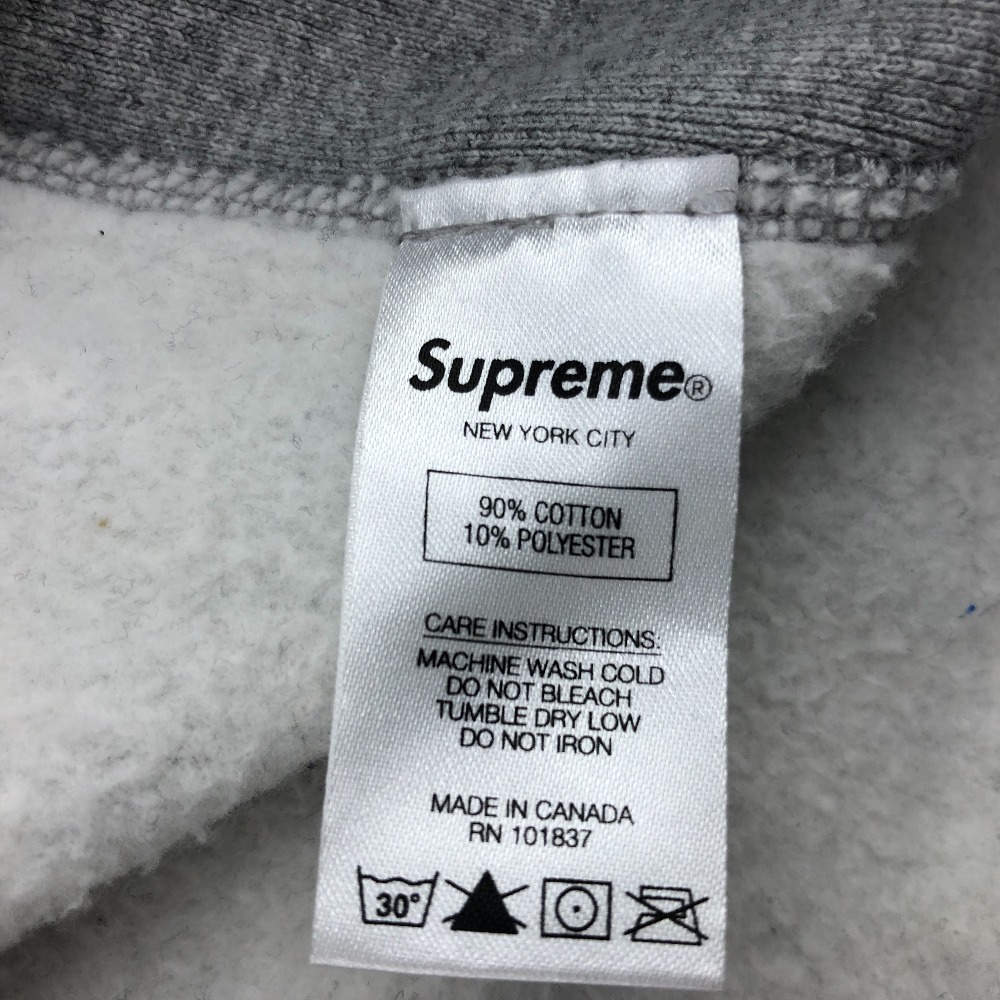 Supreme®
NEW YORK CITY
90% COTTON
10% POLYESTER
CARE INSTRUCTIONS:
MACHINE WASH COLD
DO NOT BLEACH
TUMBLE DRY LOW
DO NOT IRON
MADE IN CANADA
RN 101837
30°